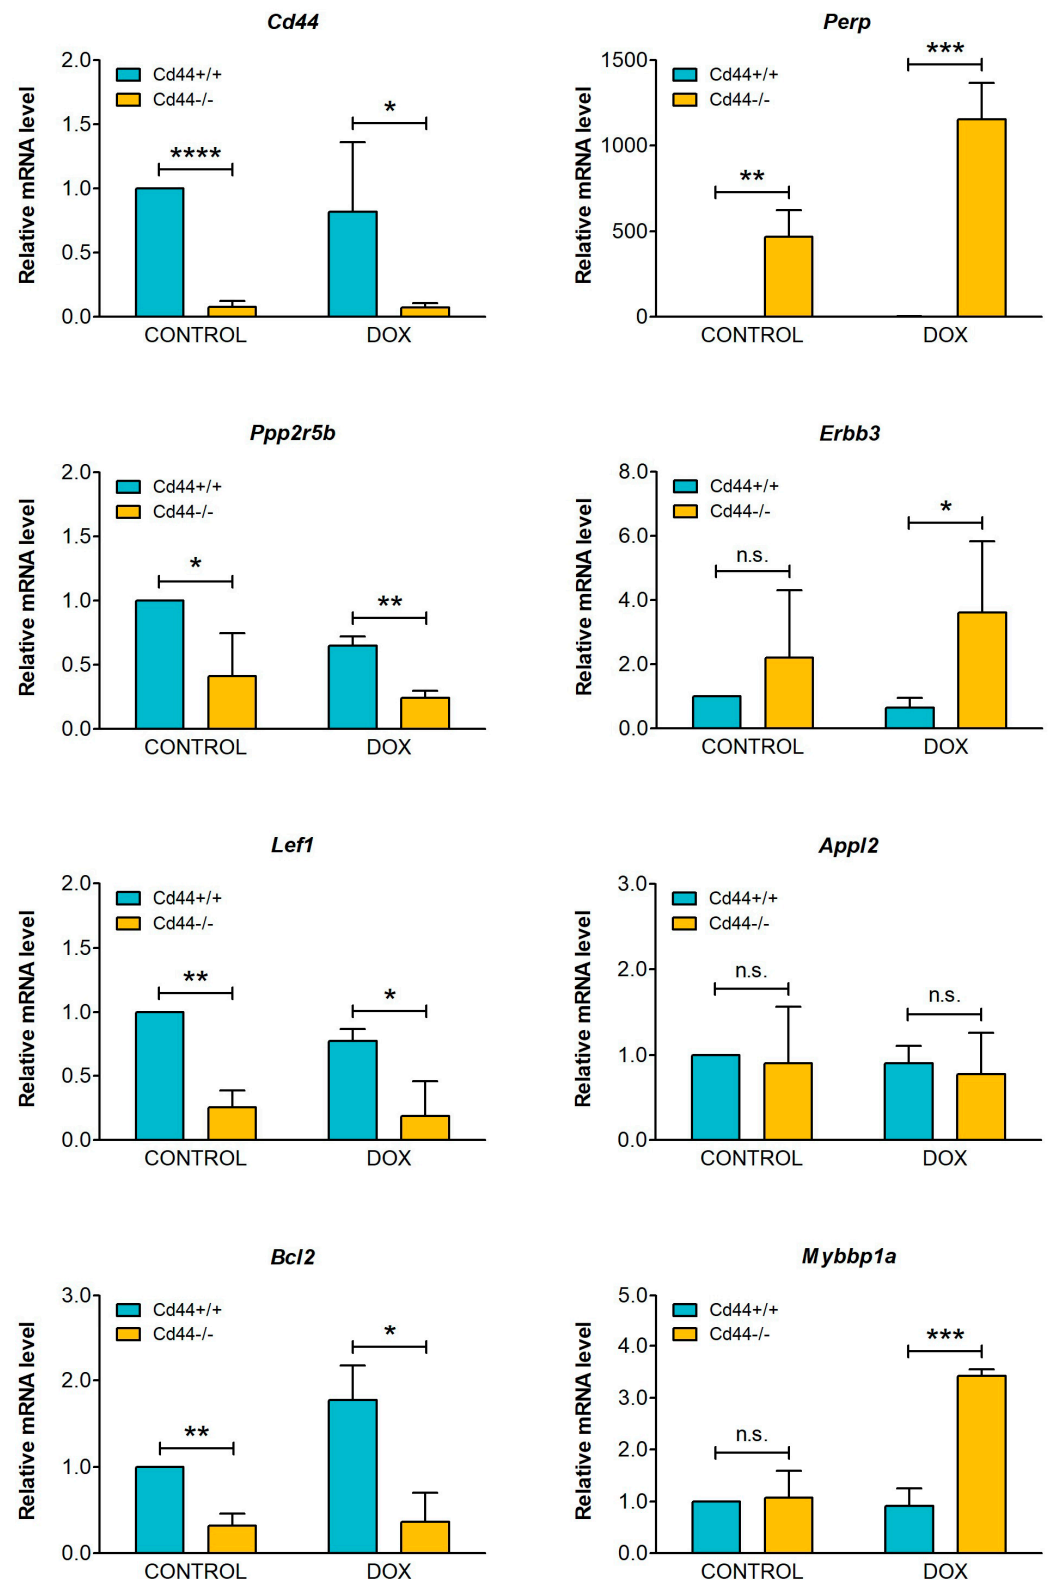 Cd44
Relative mRNA level
2.0
1.5
1.0
0.5
0.0
Cd44+/+
Cd44-/-
****
*
CONTROL
DOX
Perp
Relative mRNA level
1500
1000
500
0
Cd44+/+
Cd44-/-
**
***
CONTROL
DOX
Ppp2r5b
Relative mRNA level
2.0
1.5
1.0
0.5
0.0
Cd44+/+
Cd44-/-
*
**
CONTROL
DOX
Erbb3
Relative mRNA level
8.0
6.0
4.0
2.0
0.0
Cd44+/+
Cd44-/-
n.s.
*
CONTROL
DOX
Lef1
Relative mRNA level
2.0
1.5
1.0
0.5
0.0
Cd44+/+
Cd44-/-
**
*
CONTROL
DOX
Appl2
Relative mRNA level
3.0
2.0
1.0
0.0
Cd44+/+
Cd44-/-
n.s.
n.s.
CONTROL
DOX
Bcl2
Relative mRNA level
3.0
2.0
1.0
0.0
Cd44+/+
Cd44-/-
**
*
CONTROL
DOX
Mybbp1a
Relative mRNA level
5.0
4.0
3.0
2.0
1.0
0.0
Cd44+/+
Cd44-/-
n.s.
***
CONTROL
DOX